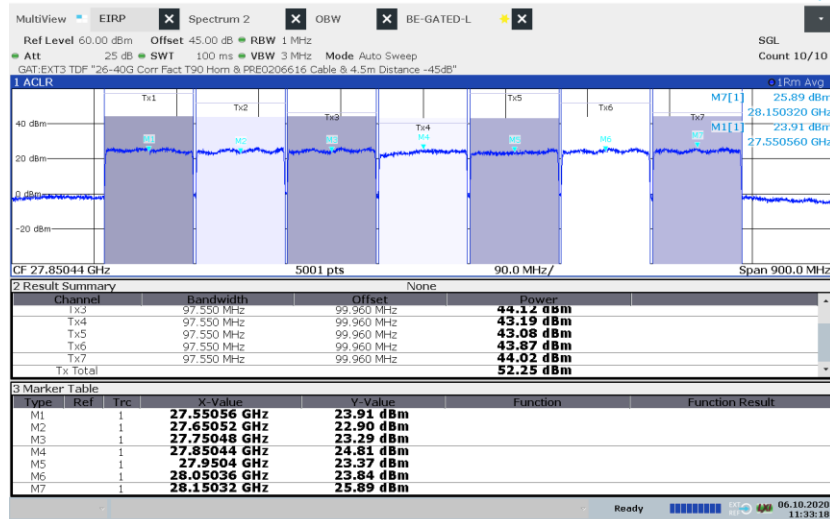 MultiView EIRP X Spectrum 2 X OBW X BE-GATED-L X
Ref Level 60.00 dBm Offset 45.00 dB RBW 1 MHz SGL
Att 25 dB SWT 100 ms VBW 3 MHz Mode Auto Sweep Count 10/10
GAT:EXT3 TDF "26-40G Corr Fact T90 Horn & PRE0206616 Cable & 4.5m Distance -45dB"
1 ACLR 1Rm Avg
Tx1 Tx2 Tx3 Tx4 Tx5 Tx6 Tx7
M7[1] 25.89 dBm
28.150320 GHz
M1[1] 23.91 dBm
27.550560 GHz
40 dBm
M1 M2 M3 M4 M5 M6 M7
20 dBm
0 dBm
-20 dBm
CF 27.85044 GHz 5001 pts 90.0 MHz/ Span 900.0 MHz
2 Result Summary None
Channel Bandwidth Offset Power
Tx3 97.550 MHz 99.960 MHz 44.12 dBm
Tx4 97.550 MHz 99.960 MHz 43.19 dBm
Tx5 97.550 MHz 99.960 MHz 43.08 dBm
Tx6 97.550 MHz 99.960 MHz 43.87 dBm
Tx7 97.550 MHz 99.960 MHz 44.02 dBm
Tx Total 52.25 dBm
3 Marker Table
Type Ref Trc X-Value Y-Value Function Function Result
M1 1 27.55056 GHz 23.91 dBm
M2 1 27.65052 GHz 22.90 dBm
M3 1 27.75048 GHz 23.29 dBm
M4 1 27.85044 GHz 24.81 dBm
M5 1 27.9504 GHz 23.37 dBm
M6 1 28.05036 GHz 23.84 dBm
M7 1 28.15032 GHz 25.89 dBm
Ready EXT REF 06.10.2020
11:33:18